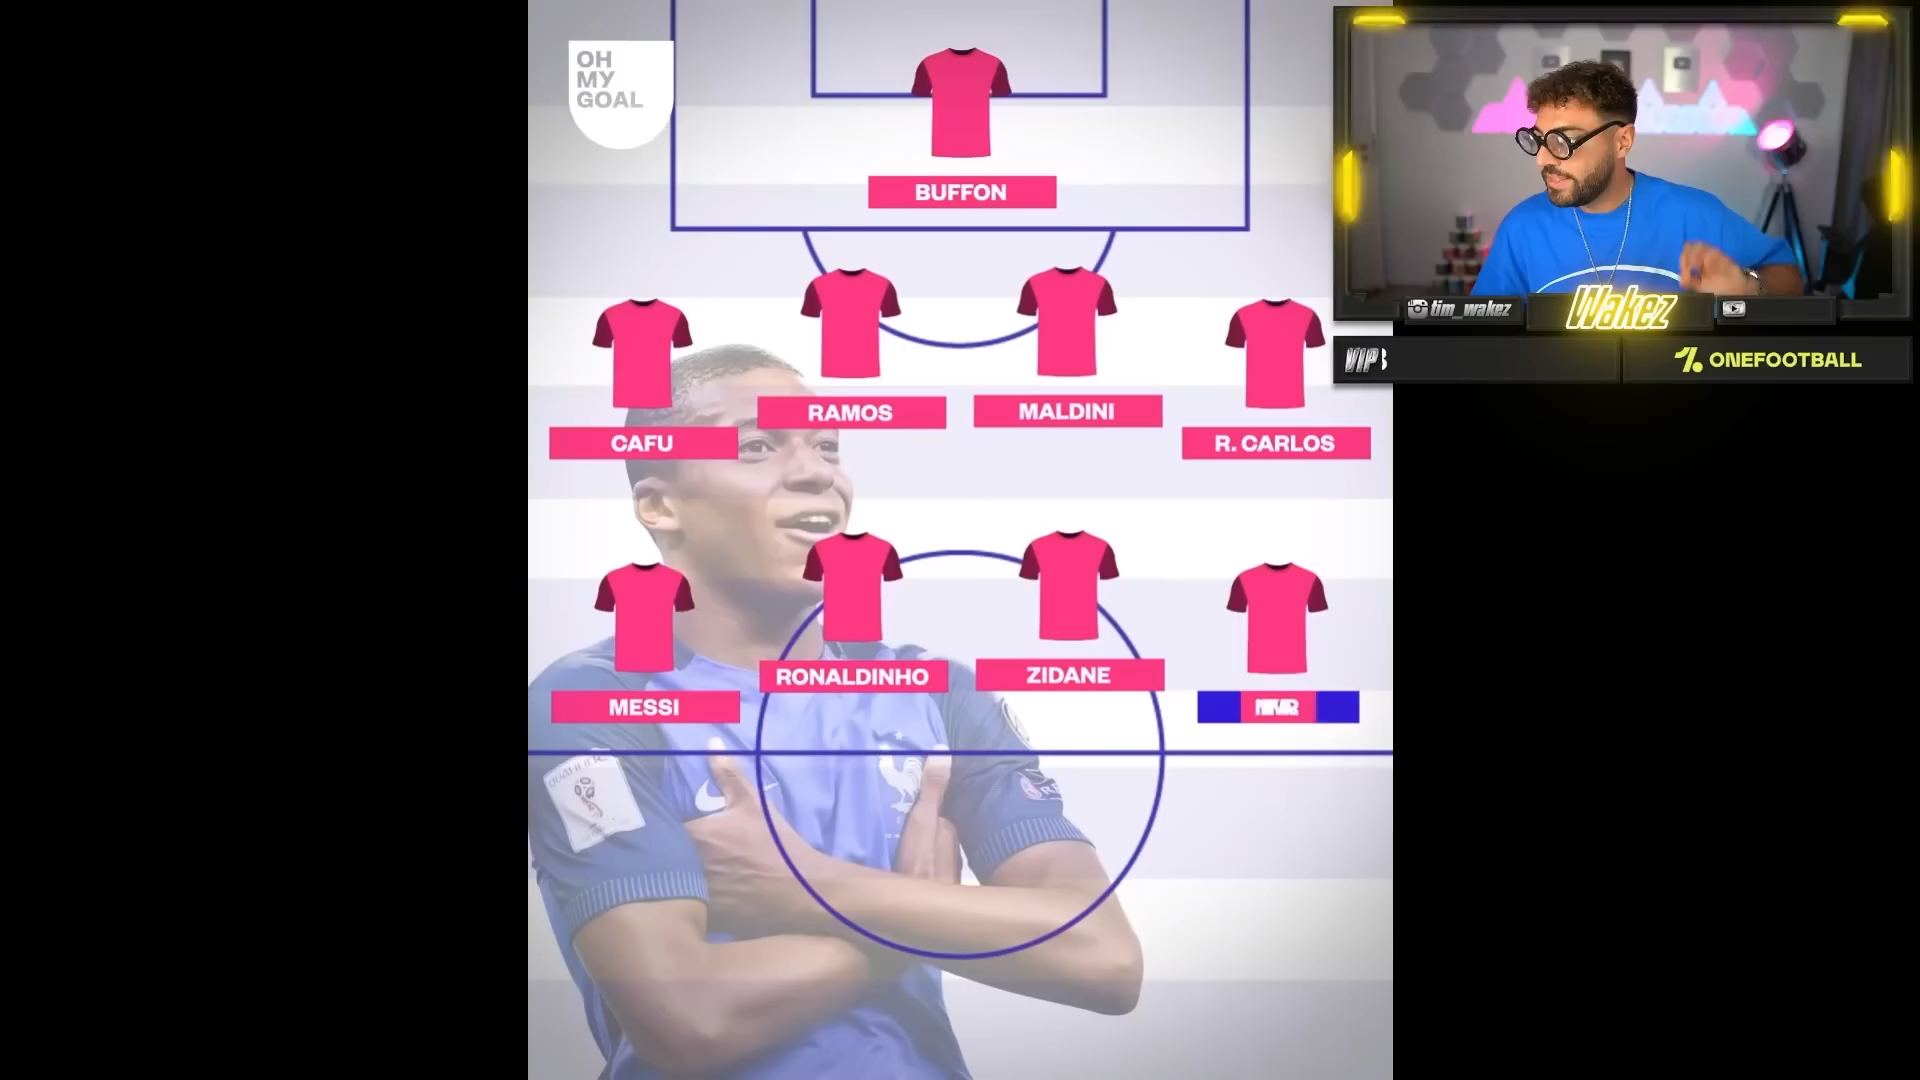 OH
MY
GOAL
BUFFON
RAMOS
MALDINI
CAFU
R. CARLOS
RONALDINHO
ZIDANE
MESSI
tim_wakez
Wakez
VIP
ONEFOOTBALL